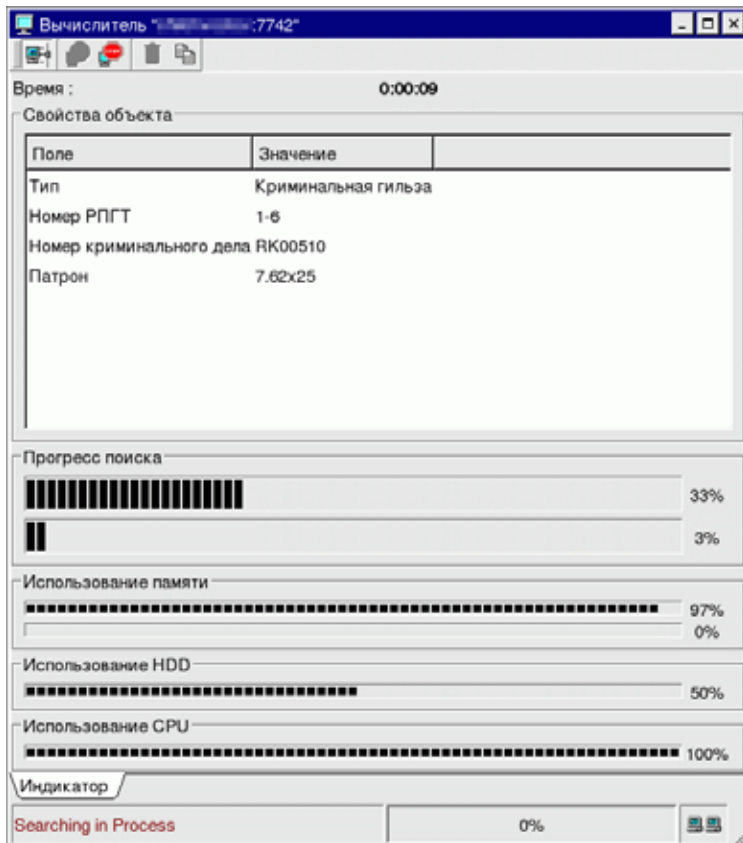 Вычислитель ":7742"
Время : 0:00:09
Свойства объекта
Поле Значение
Тип Криминальная гильза
Номер РПГТ 1-6
Номер криминального дела RK00510
Патрон 7.62x25
Прогресс поиска
33%
3%
Использование памяти
97%
0%
Использование HDD
50%
Использование CPU
100%
Индикатор
Searching in Process 0%